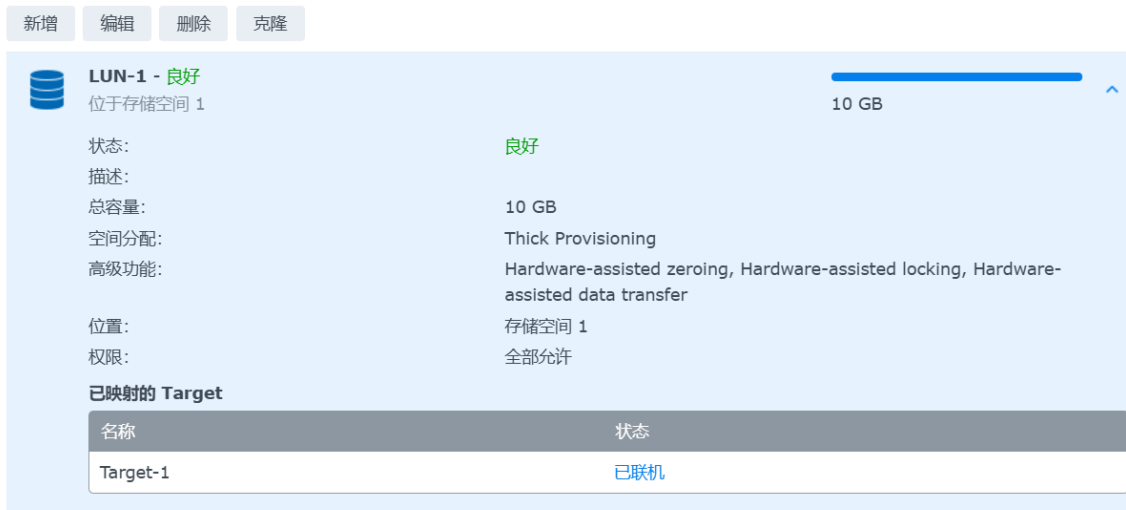 新增 编辑 删除 克隆
LUN-1 - 良好
位于存储空间 1
10 GB
状态: 良好
描述:
总容量: 10 GB
空间分配: Thick Provisioning
高级功能: Hardware-assisted zeroing, Hardware-assisted locking, Hardware-
assisted data transfer
位置: 存储空间 1
权限: 全部允许
已映射的 Target
名称 状态
Target-1 已联机